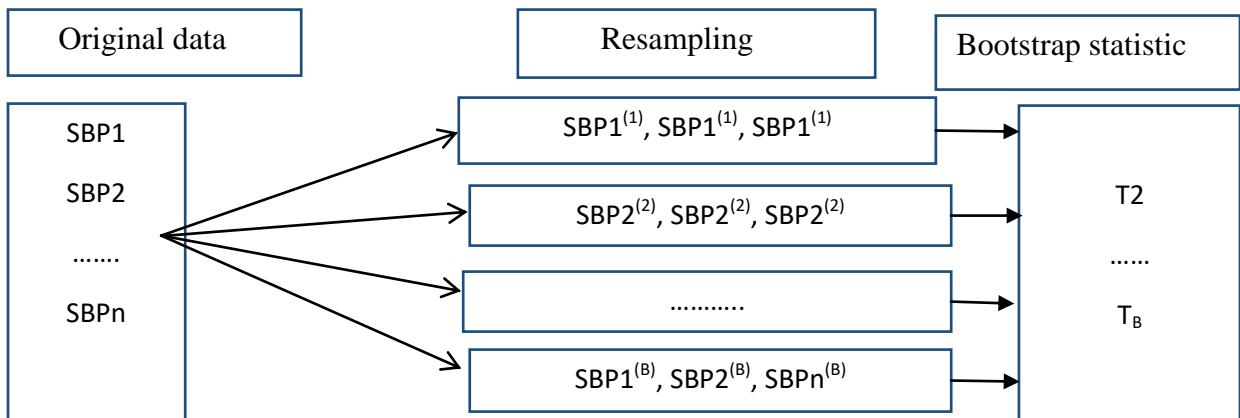 Original data
Resampling
Bootstrap statistic
SBP1
SBP2
…….
SBPn
SBP1(1), SBP1(1), SBP1(1)
SBP2(2), SBP2(2), SBP2(2)
………..
SBP1(B), SBP2(B), SBPn(B)
T2
……
TB